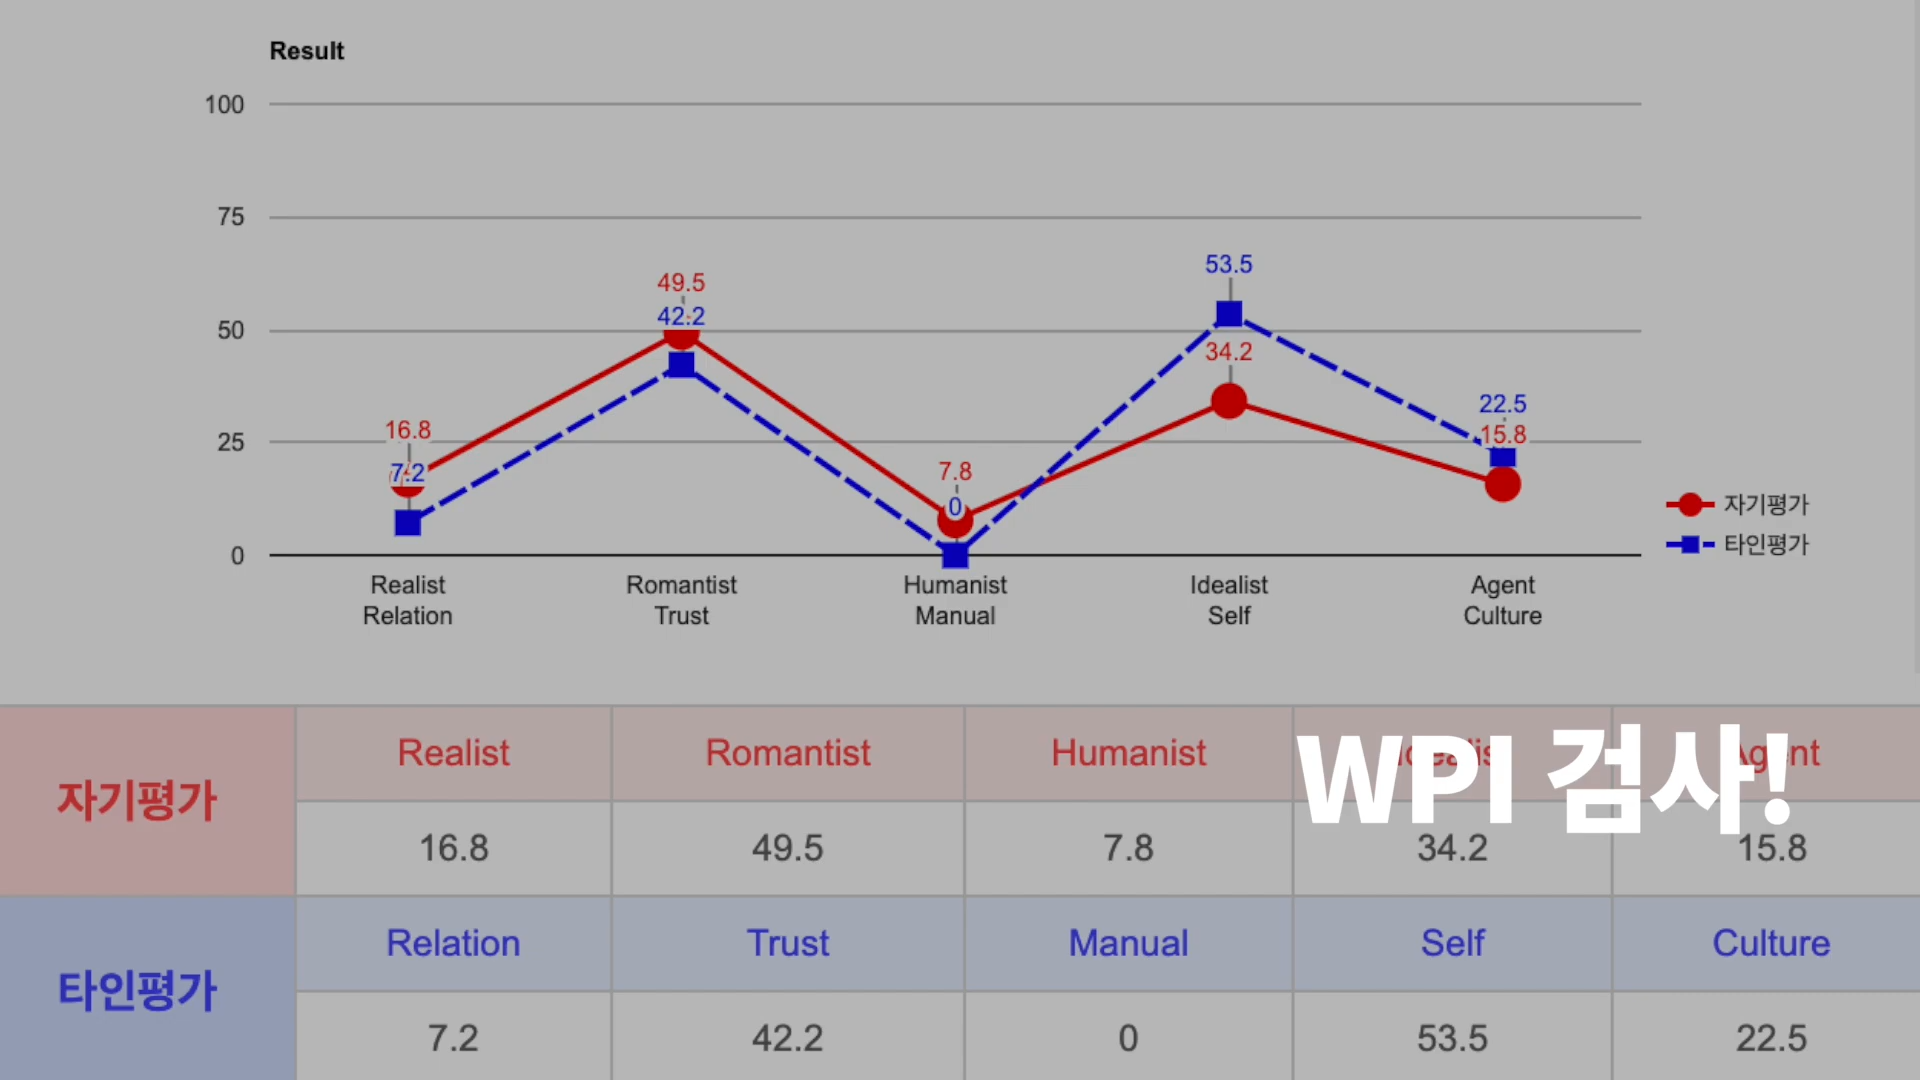 Result
100
75
50
25
0
49.5
42.2
53.5
34.2
16.8
7.2
7.8
0
22.5
15.8
자기평가
타인평가
Realist
Relation
Romantist
Trust
Humanist
Manual
Idealist
Self
Agent
Culture
자기평가
Realist
Romantist
Humanist
Idealist
Agent
WPI 검사!
16.8
49.5
7.8
34.2
15.8
타인평가
Relation
Trust
Manual
Self
Culture
7.2
42.2
0
53.5
22.5